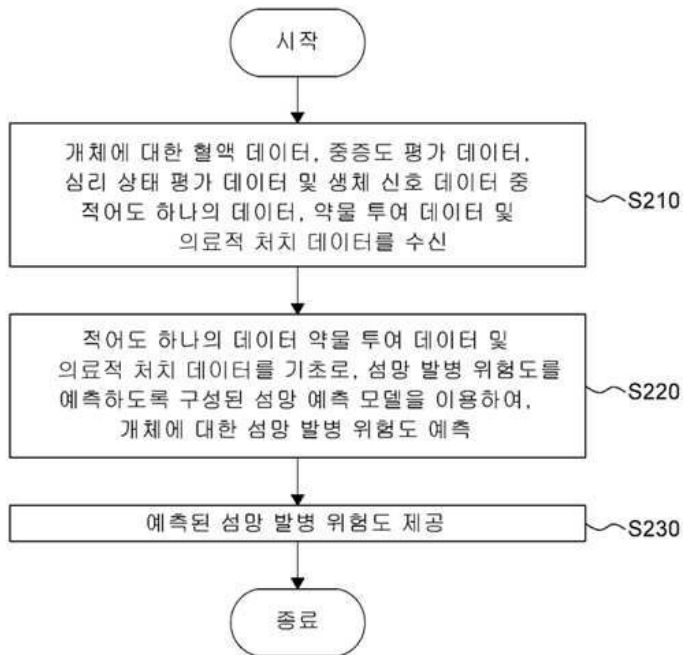 시작
개체에 대한 혈액 데이터, 중증도 평가 데이터,
심리 상태 평가 데이터 및 생체 신호 데이터 중
적어도 하나의 데이터, 약물 투여 데이터 및
의료적 처치 데이터를 수신
S210
적어도 하나의 데이터 약물 투여 데이터 및
의료적 처치 데이터를 기초로, 섬망 발병 위험도를
예측하도록 구성된 섬망 예측 모델을 이용하여,
개체에 대한 섬망 발병 위험도 예측
S220
예측된 섬망 발병 위험도 제공
S230
종료